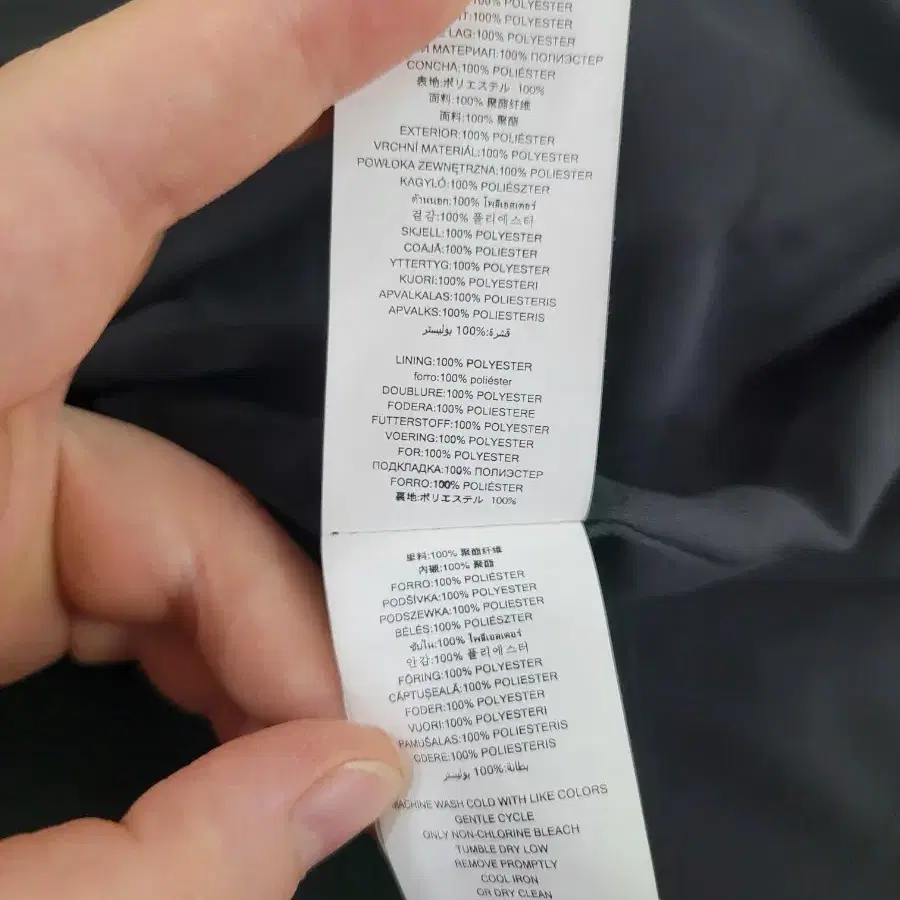 100% POLYESTER
T:100% POLYESTER
LAG:100% POLYESTER
МАТЕРИАЛ:100% ПОЛИЭСТЕР
CONCHA:100% POLIÉSTER
表地:ポリエステル 100%
面料:100% 聚酯纤维
面料:100% 聚酯
EXTERIOR:100% POLIÉSTER
VRCHNÍ MATERIÁL:100% POLYESTER
POWŁOKA ZEWNĘTRZNA:100% POLYESTER
KAGYLÓ:100% POLIÉSZTER
ด้านนอก:100% โพลีเอสเตอร์
겉감:100% 폴리에스터
SKJELL:100% POLYESTER
COAJĂ:100% POLYESTER
YTTERTYG:100% POLYESTER
KUORI:100% POLYESTERI
APVALKALAS:100% POLIESTERIS
APVALKS:100% POLIESTERIS
قشرة:100% بوليستر
LINING:100% POLYESTER
forro:100% poliéster
DOUBLURE:100% POLYESTER
FODERA:100% POLIESTERE
FUTTERSTOFF:100% POLYESTER
VOERING:100% POLYESTER
FOR:100% POLYESTER
ПОДКЛАДКА:100% ПОЛИЭСТЕР
FORRO:100% POLIÉSTER
裏地:ポリエステル 100%
里料:100% 聚酯纤维
內襯:100% 聚酯
FORRO:100% POLIÉSTER
PODŠÍVKA:100% POLYESTER
PODSZEWKA:100% POLYESTER
BÉLÉS:100% POLIÉSZTER
ซับใน:100% โพลีเอสเตอร์
안감:100% 폴리에스터
FÔRING:100% POLYESTER
CĂPTUȘEALĂ:100% POLYESTER
FODER:100% POLYESTER
VUORI:100% POLYESTERI
PAMUŠALAS:100% POLIESTERIS
ODERE:100% POLIESTERIS
بطانة:100% بوليستر
MACHINE WASH COLD WITH LIKE COLORS
GENTLE CYCLE
ONLY NON-CHLORINE BLEACH
TUMBLE DRY LOW
REMOVE PROMPTLY
COOL IRON
OR DRY CLEAN